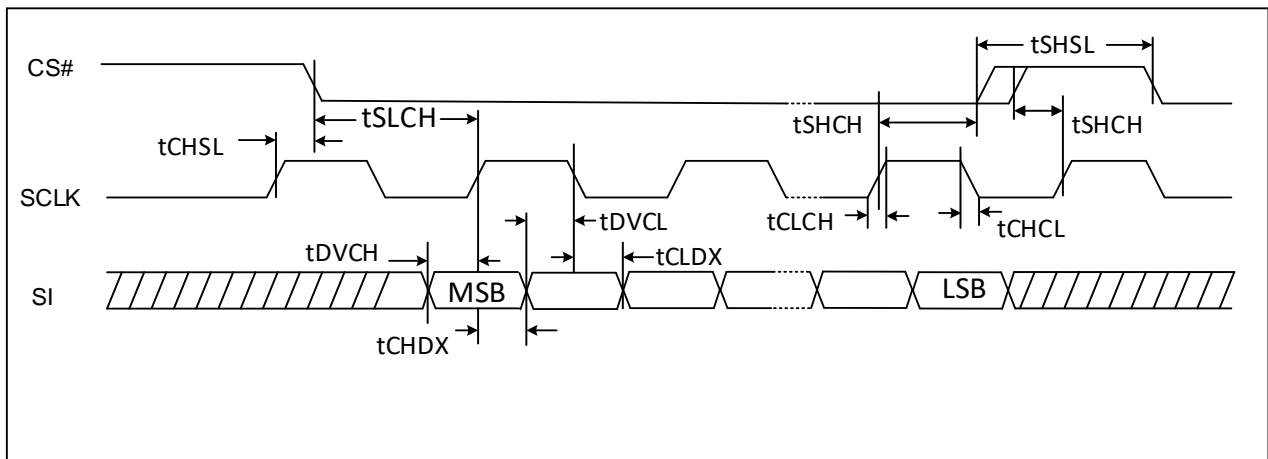 CS#
tSHSL
tSLCH
tSHCH
tSHCH
tCHSL
SCLK
tCLCH
tCHCL
tDVCL
tDVCH
tCLDX
SI
MSB
LSB
tCHDX